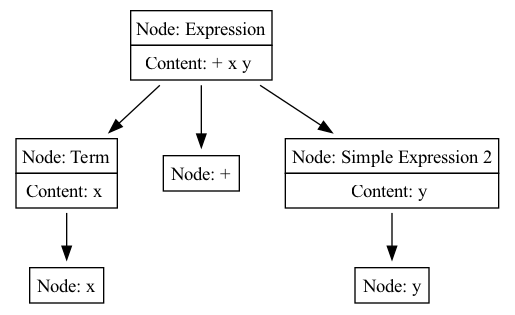 Node: Expression
Content: + x y
Node: Term
Content: x
Node: +
Node: Simple Expression 2
Content: y
Node: x
Node: y